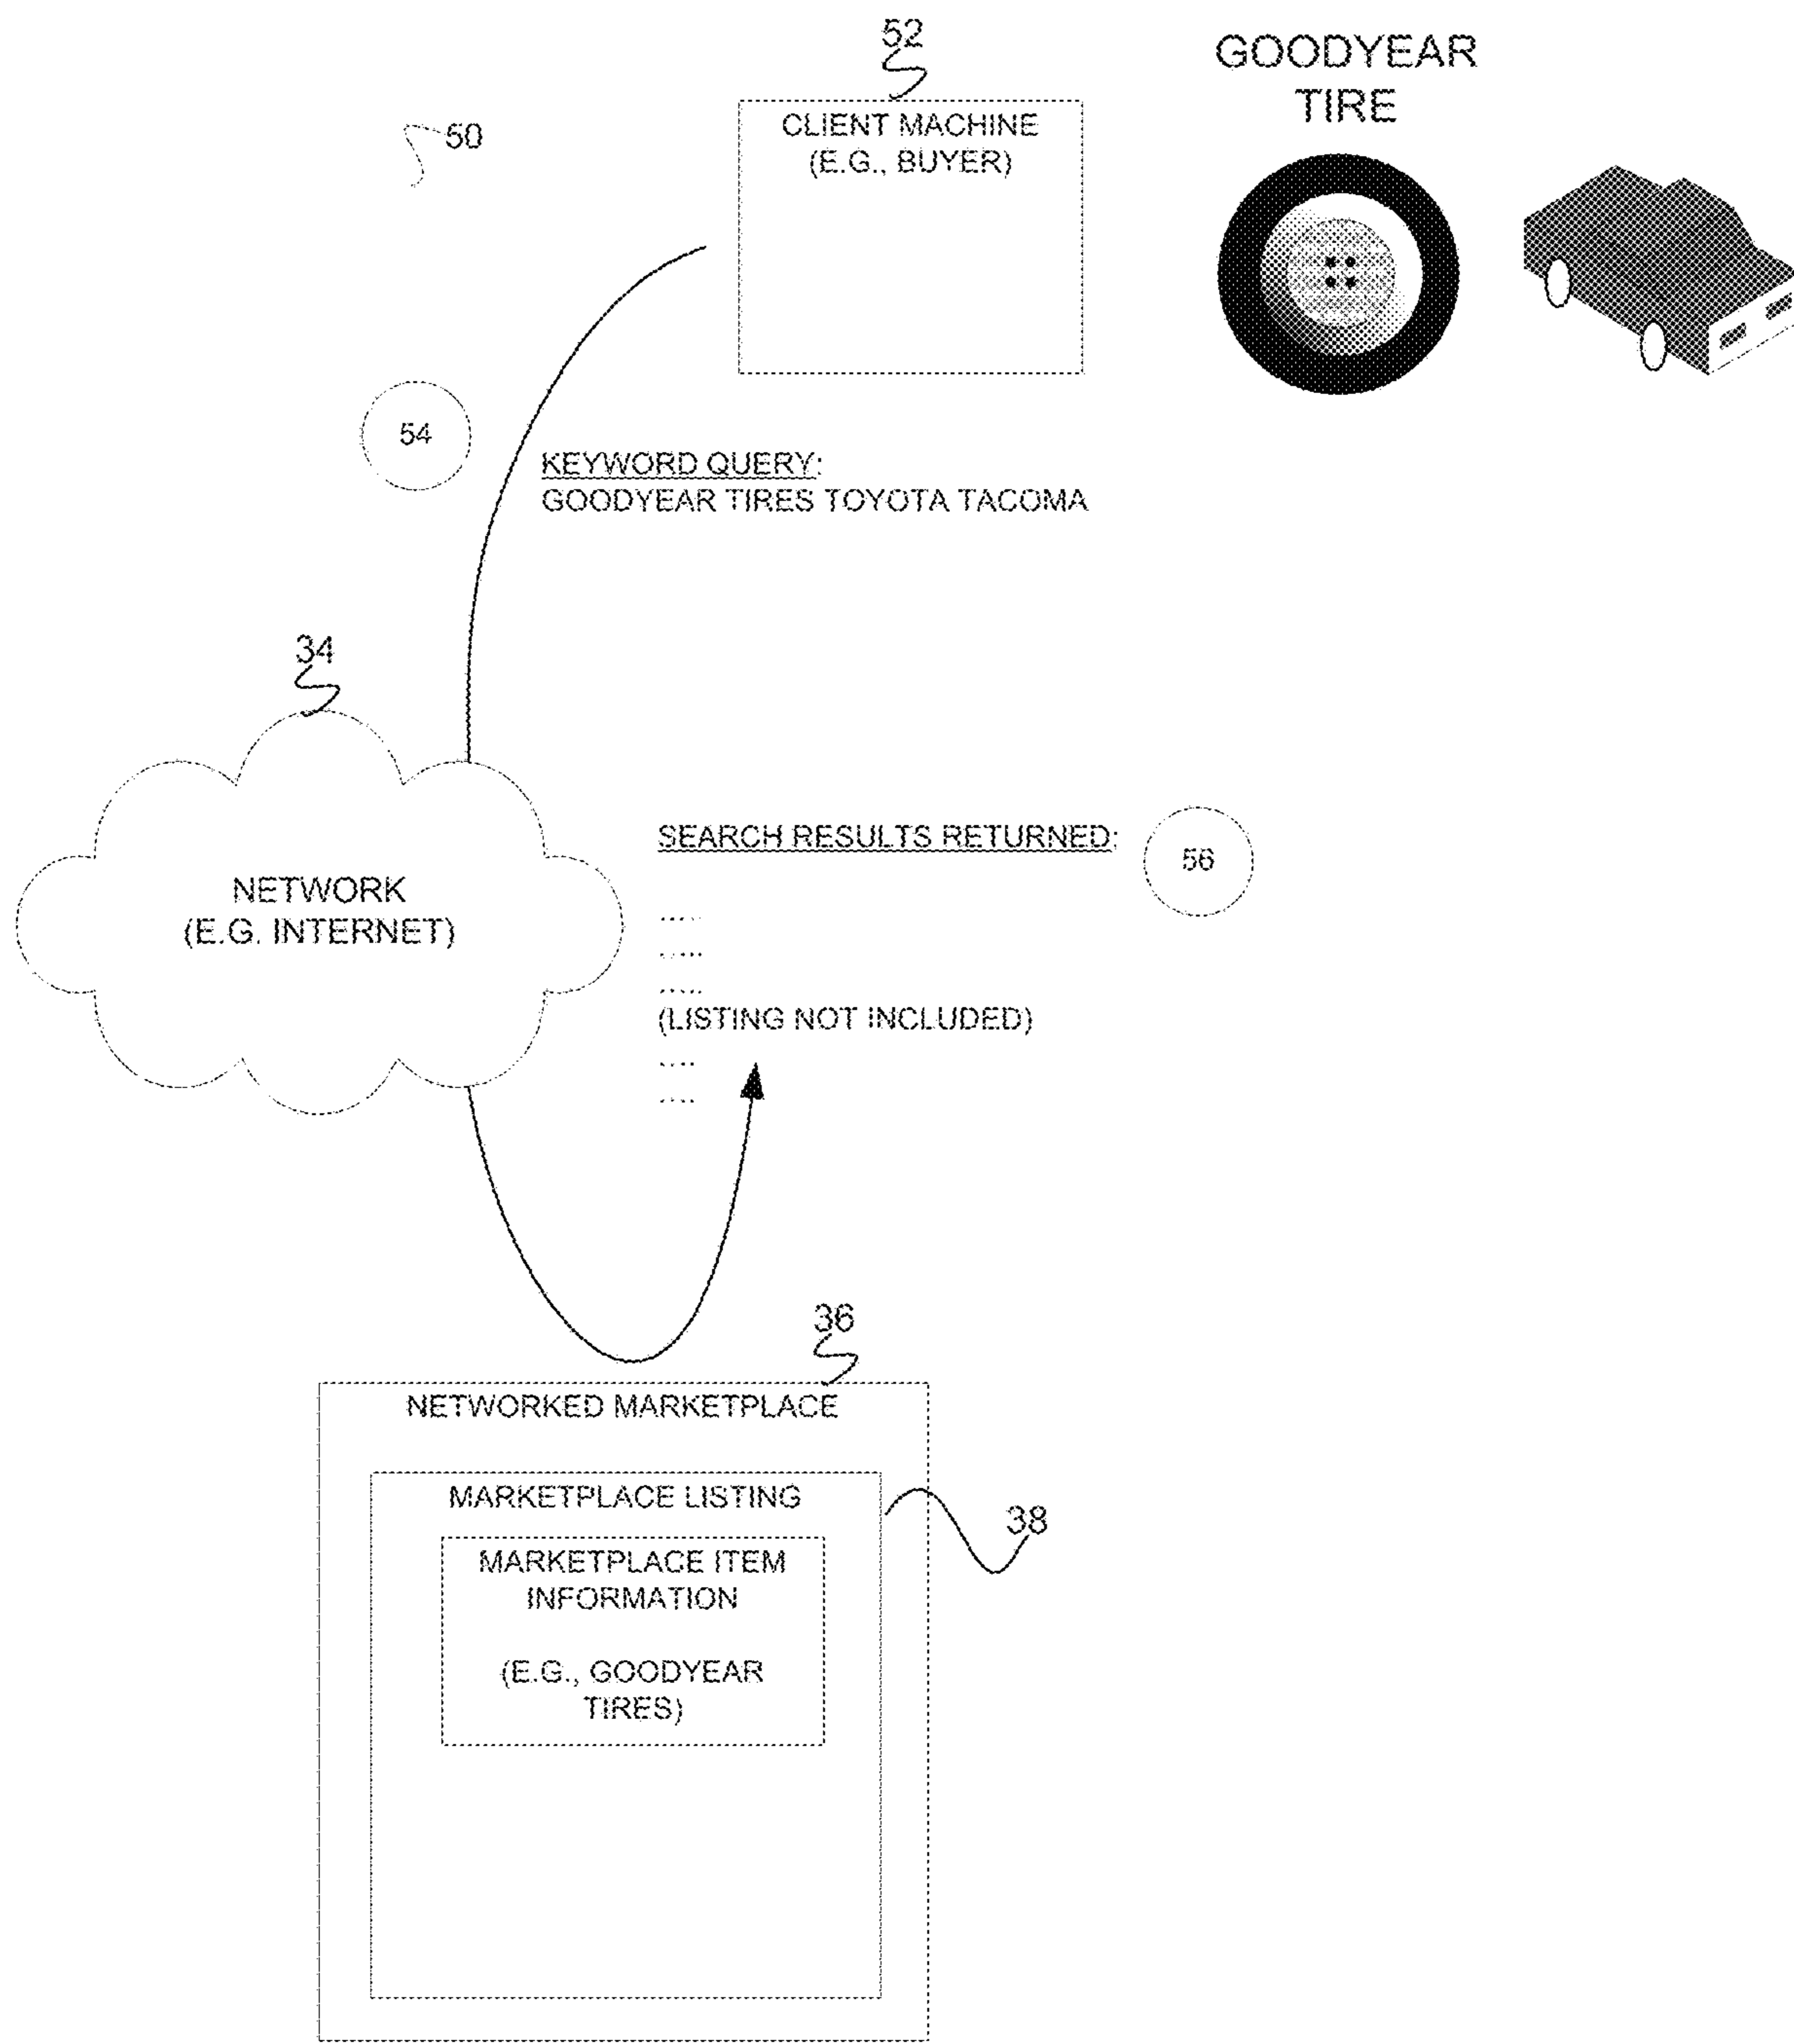 52
GOODYEAR
TIRE
50
CLIENT MACHINE
(E.G., BUYER)
54
KEYWORD QUERY:
GOODYEAR TIRES TOYOTA TACOMA
34
NETWORK
(E.G. INTERNET)
SEARCH RESULTS RETURNED:
56
.....
.....
.....
(LISTING NOT INCLUDED)
....
....
36
NETWORKED MARKETPLACE
MARKETPLACE LISTING
38
MARKETPLACE ITEM
INFORMATION
(E.G., GOODYEAR
TIRES)